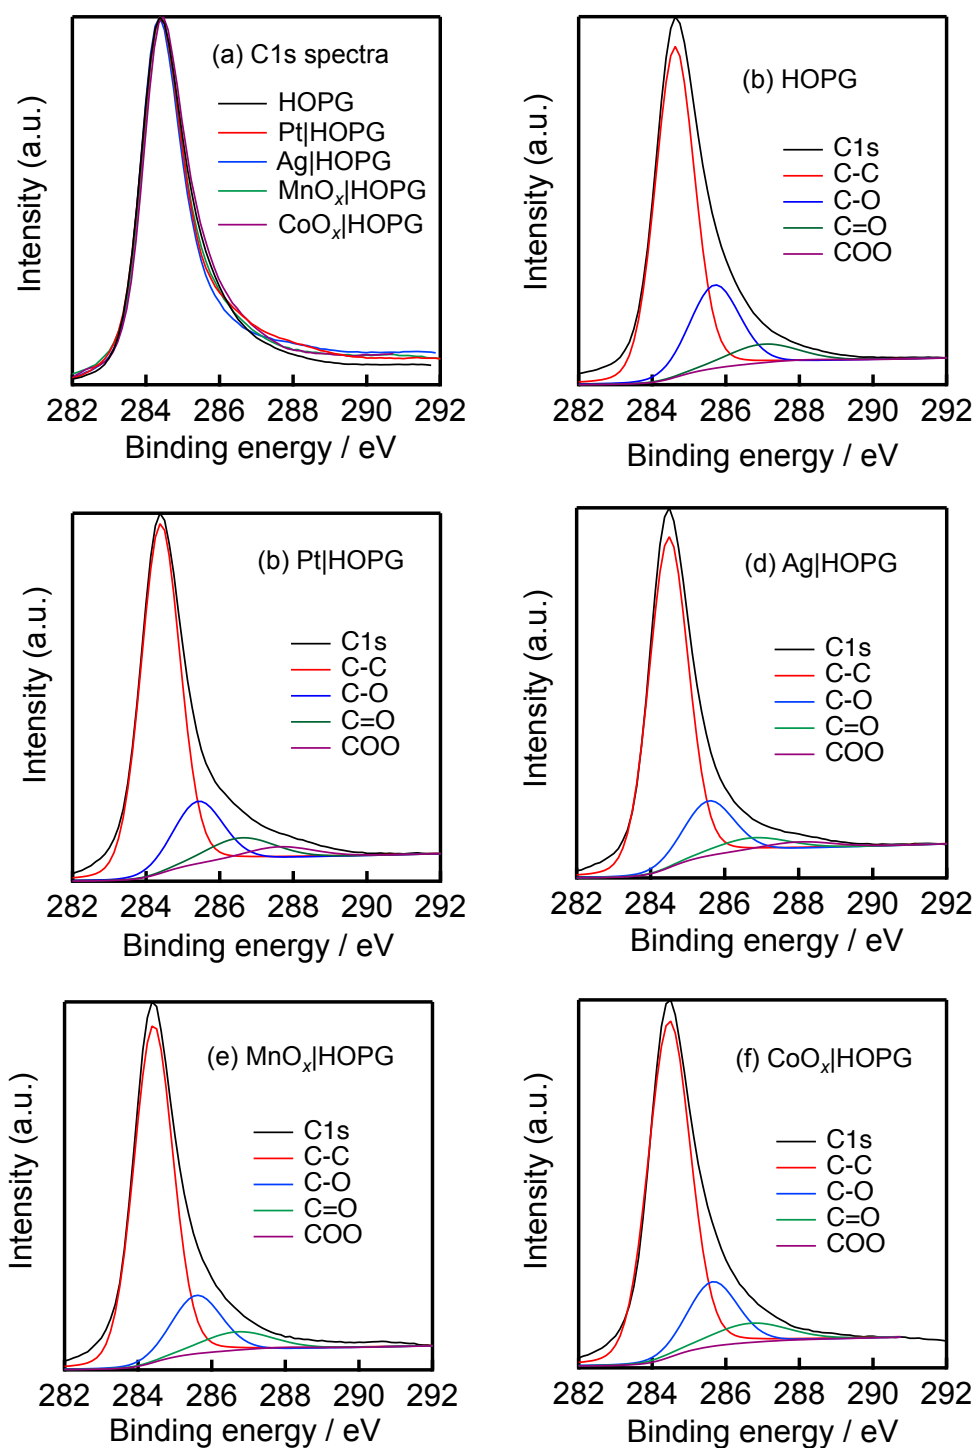 (a) C1s spectra
HOPG
Pt|HOPG
Ag|HOPG
MnOx|HOPG
CoOx|HOPG
Intensity (a.u.)
282 284 286 288 290 292
Binding energy / eV
(b) HOPG
C1s
C-C
C-O
C=O
COO
Intensity (a.u.)
282 284 286 288 290 292
Binding energy / eV
(b) Pt|HOPG
C1s
C-C
C-O
C=O
COO
Intensity (a.u.)
282 284 286 288 290 292
Binding energy / eV
(d) Ag|HOPG
C1s
C-C
C-O
C=O
COO
Intensity (a.u.)
282 284 286 288 290 292
Binding energy / eV
(e) MnOx|HOPG
C1s
C-C
C-O
C=O
COO
Intensity (a.u.)
282 284 286 288 290 292
Binding energy / eV
(f) CoOx|HOPG
C1s
C-C
C-O
C=O
COO
Intensity (a.u.)
282 284 286 288 290 292
Binding energy / eV